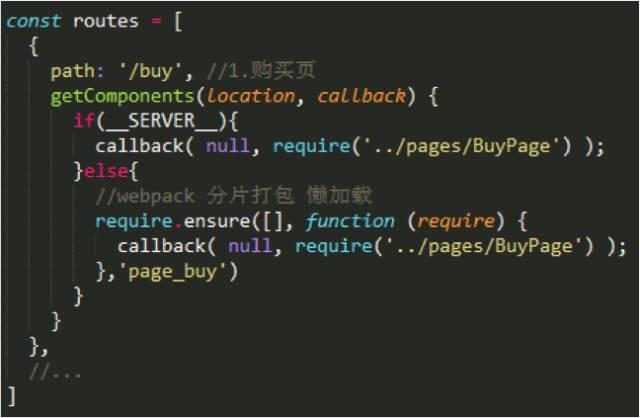 const routes = [
  {
    path: '/buy', //1.购买页
    getComponents(location, callback) {
      if(__SERVER__){
        callback( null, require('../pages/BuyPage') );
      }else{
        //webpack 分片打包 懒加载
        require.ensure([], function (require) {
          callback( null, require('../pages/BuyPage') );
        },'page_buy')
      }
    }
  },
  //...
]